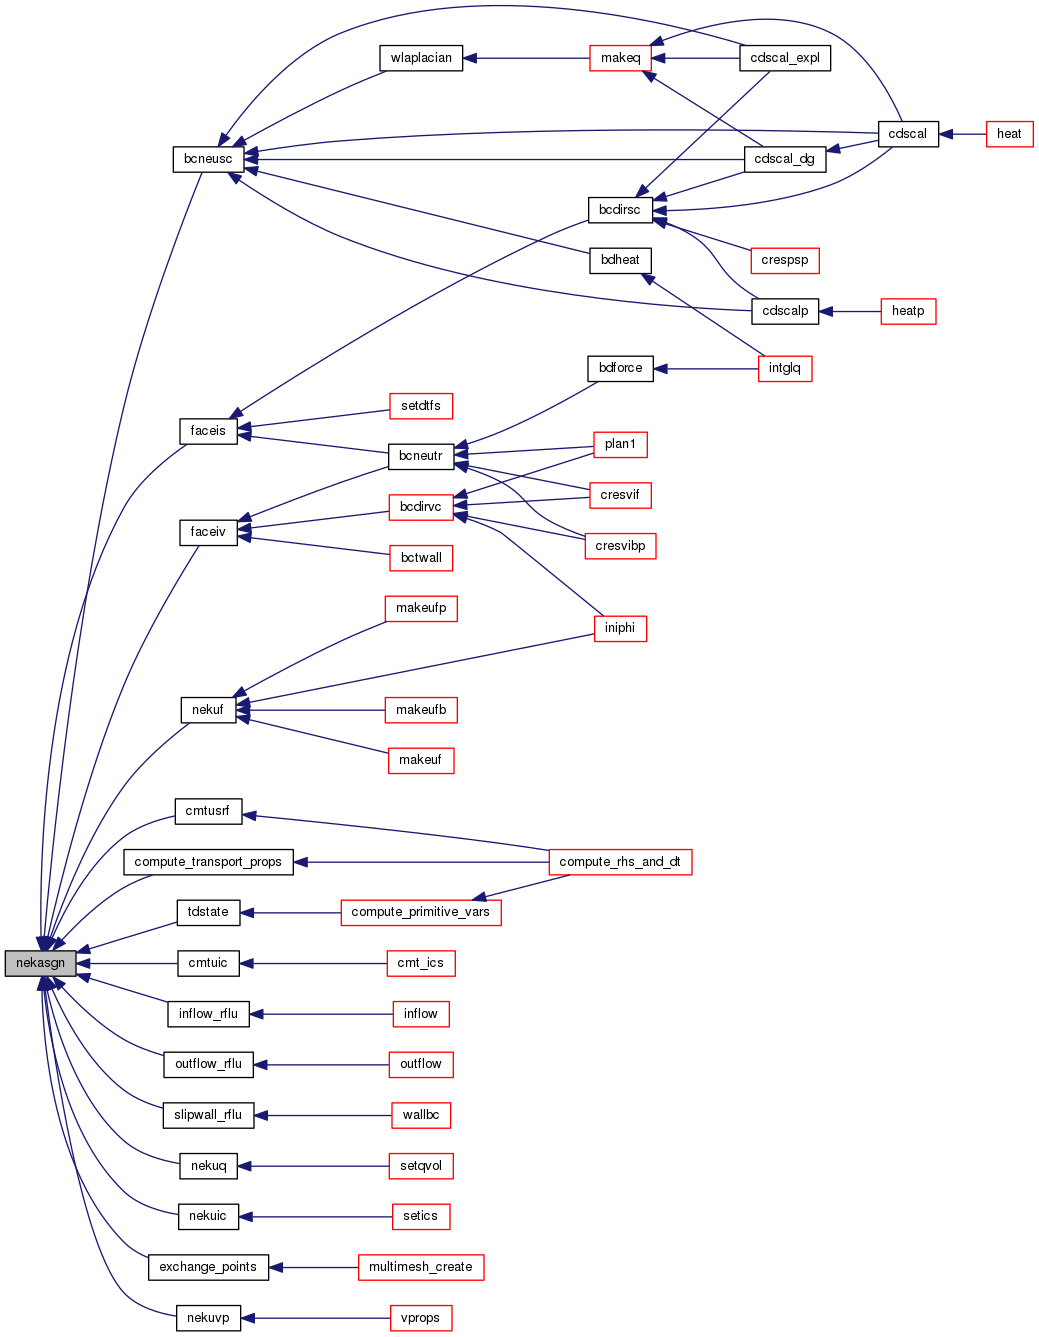 wlaplacian
makeq
cdscal_expl
cdscal
heat
bcneusc
cdscal_dg
bcdirsc
bdheat
crespsp
cdscalp
heatp
bdforce
intglq
setdtfs
faceis
bcneutr
plan1
cresvif
bcdirvc
faceiv
cresvibp
bctwall
makeufp
iniphi
nekuf
makeufb
makeuf
cmtusrf
compute_transport_props
compute_rhs_and_dt
tdstate
compute_primitive_vars
nekasgn
cmtuic
cmt_ics
inflow_rflu
inflow
outflow_rflu
outflow
slipwall_rflu
wallbc
nekuq
setqvol
nekuic
setics
exchange_points
multimesh_create
nekuvp
vprops